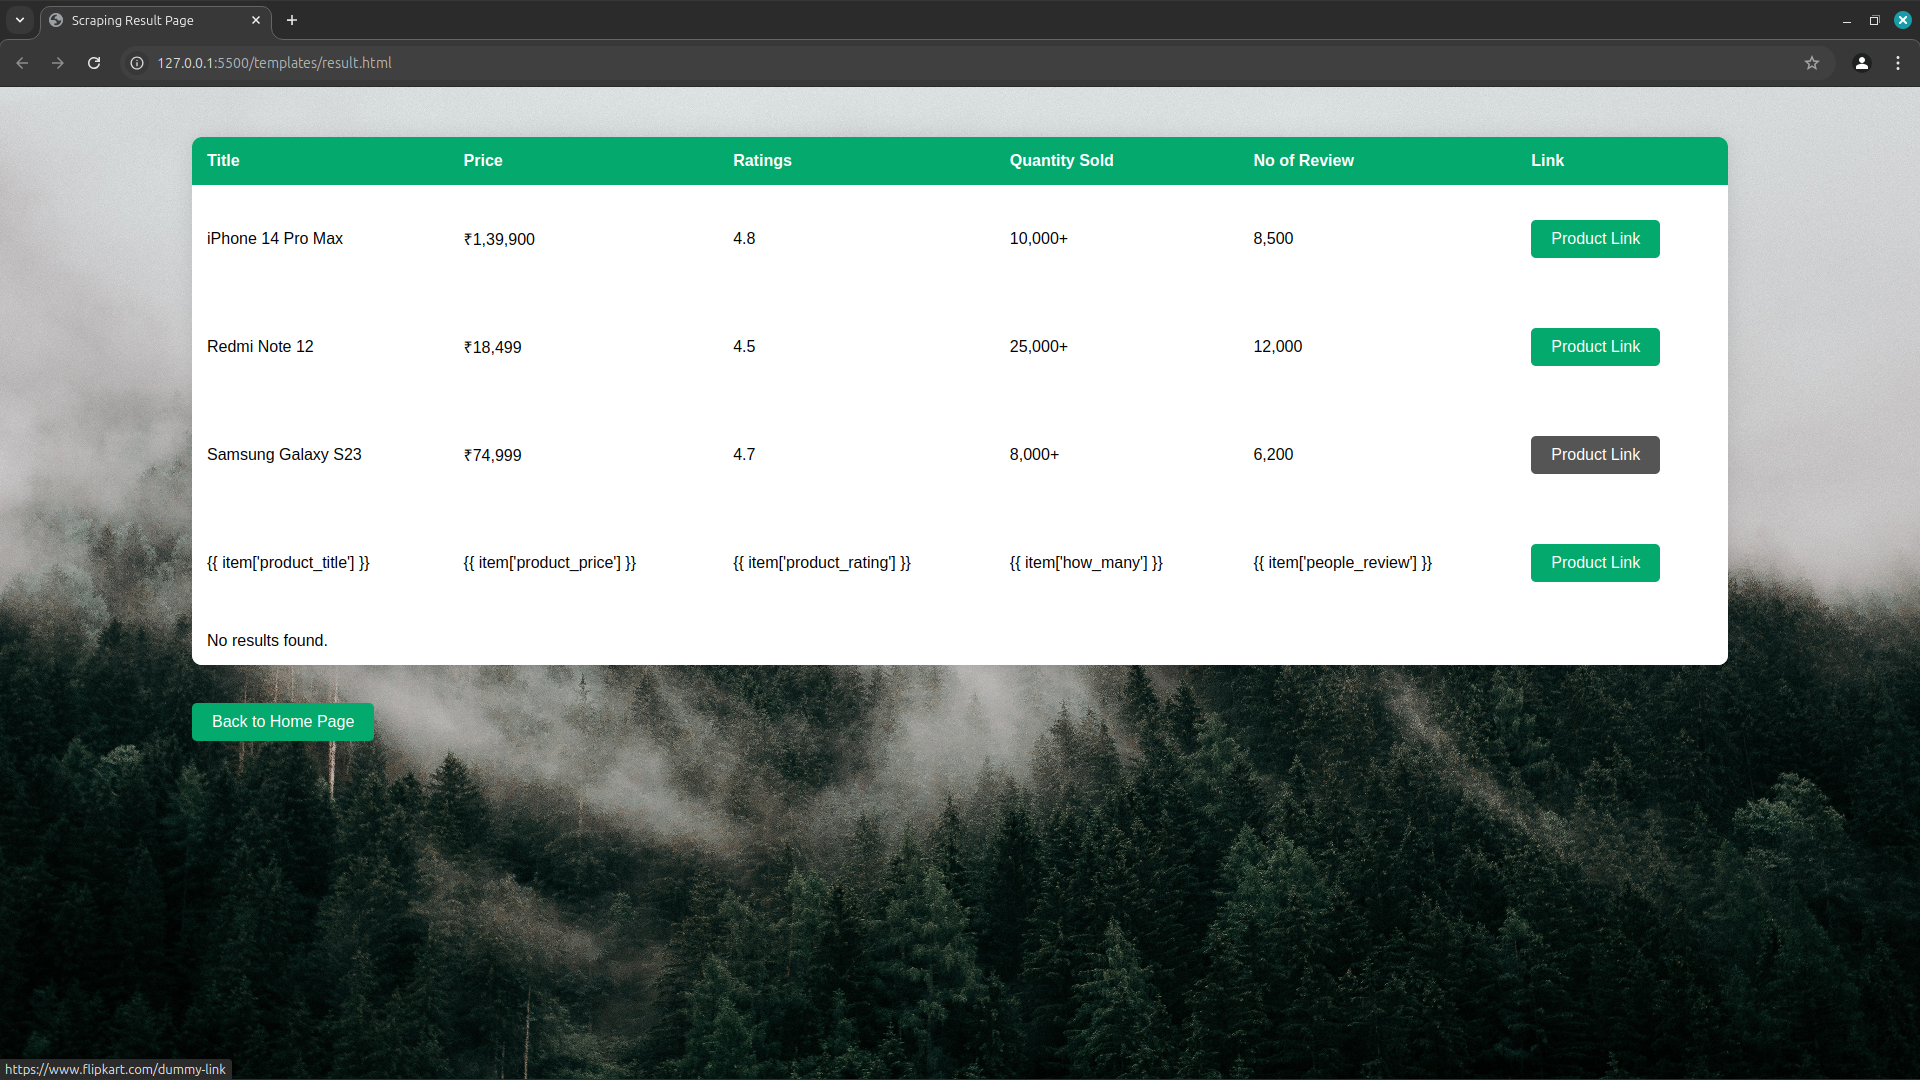 Scraping Result Page
127.0.0.1:5500/templates/result.html
Title Price Ratings Quantity Sold No of Review Link
iPhone 14 Pro Max ₹1,39,900 4.8 10,000+ 8,500 Product Link
Redmi Note 12 ₹18,499 4.5 25,000+ 12,000 Product Link
Samsung Galaxy S23 ₹74,999 4.7 8,000+ 6,200 Product Link
{{ item['product_title'] }} {{ item['product_price'] }} {{ item['product_rating'] }} {{ item['how_many'] }} {{ item['people_review'] }} Product Link
No results found.
Back to Home Page
https://www.flipkart.com/dummy-link